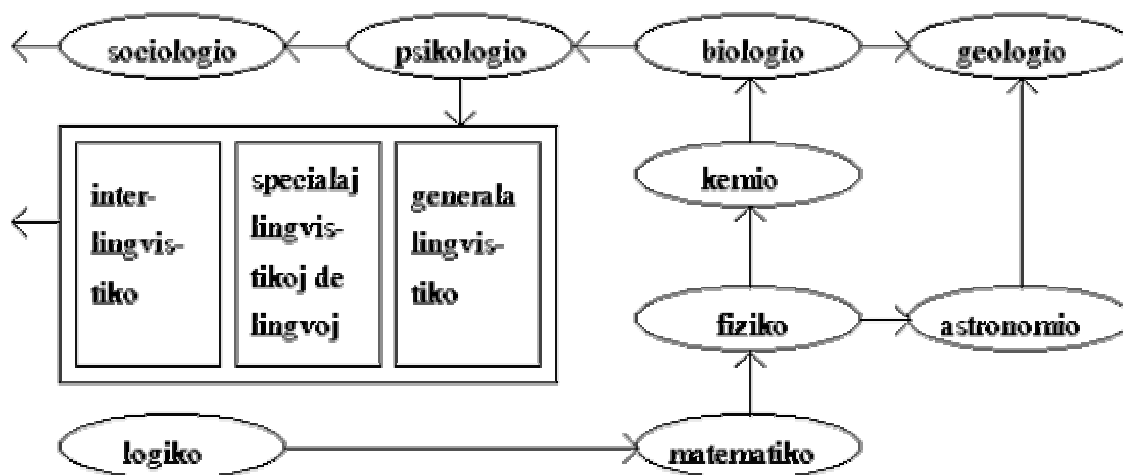 sociologio
psikologio
biologio
geologio
inter-
lingvis-
tiko
specialaj
lingvis-
tikoj de
lingvoj
generala
lingvis-
tiko
kemio
fiziko
astronomio
logiko
matematiko